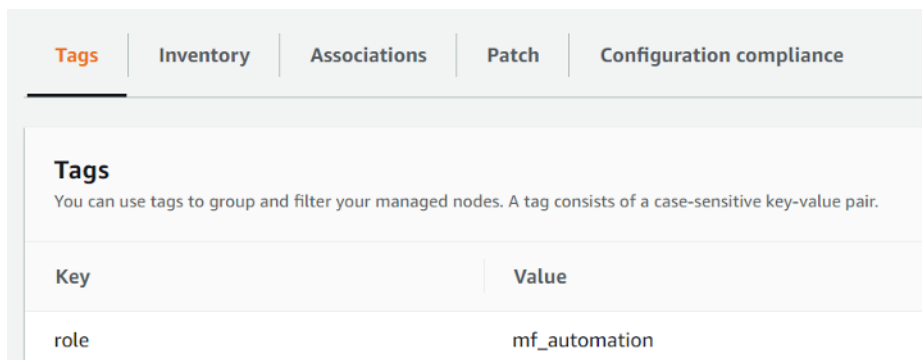 Tags Inventory Associations Patch Configuration compliance
Tags
You can use tags to group and filter your managed nodes. A tag consists of a case-sensitive key-value pair.
Key Value
role mf_automation